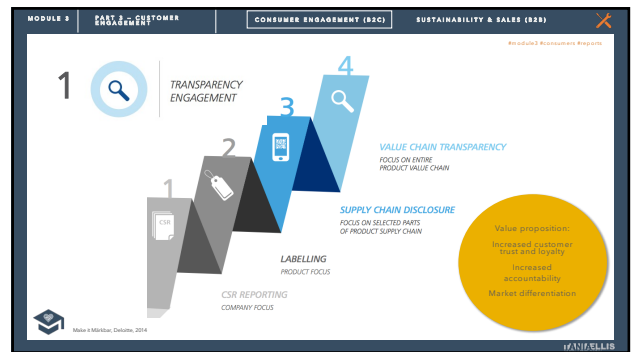 MODULE 3
PART 3 – CUSTOMER
ENGAGEMENT
CONSUMER ENGAGEMENT (B2C)
SUSTAINABILITY & SALES (B2B)
#module3 #consumers #reports
1
TRANSPARENCY
ENGAGEMENT
4
3
2
1
CSR
VALUE CHAIN TRANSPARENCY
FOCUS ON ENTIRE
PRODUCT VALUE CHAIN
SUPPLY CHAIN DISCLOSURE
FOCUS ON SELECTED PARTS
OF PRODUCT SUPPLY CHAIN
LABELLING
PRODUCT FOCUS
CSR REPORTING
COMPANY FOCUS
Value proposition:
Increased customer
trust and loyalty
Increased
accountability
Market differentiation
Make it Märkbar, Deloitte, 2014
TANIAELLIS